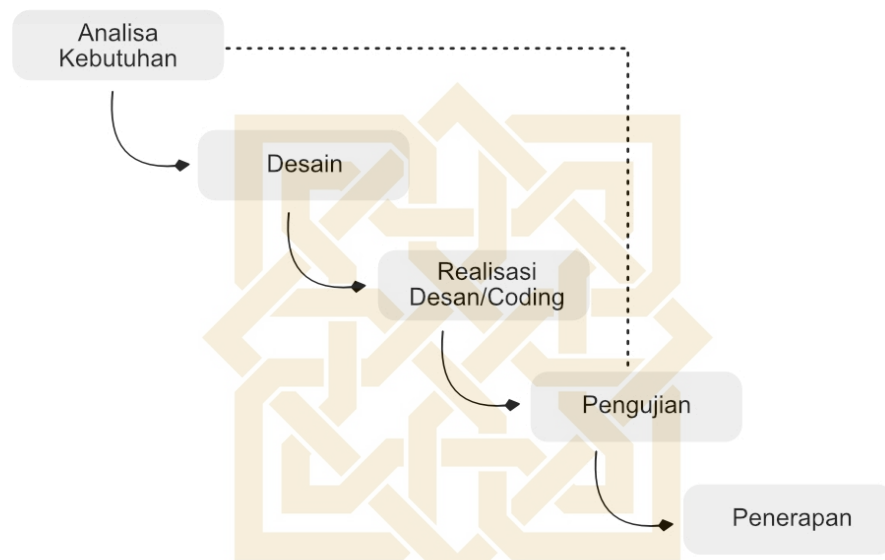 Analisa
Kebutuhan
Desain
Realisasi
Desan/Coding
Pengujian
Penerapan